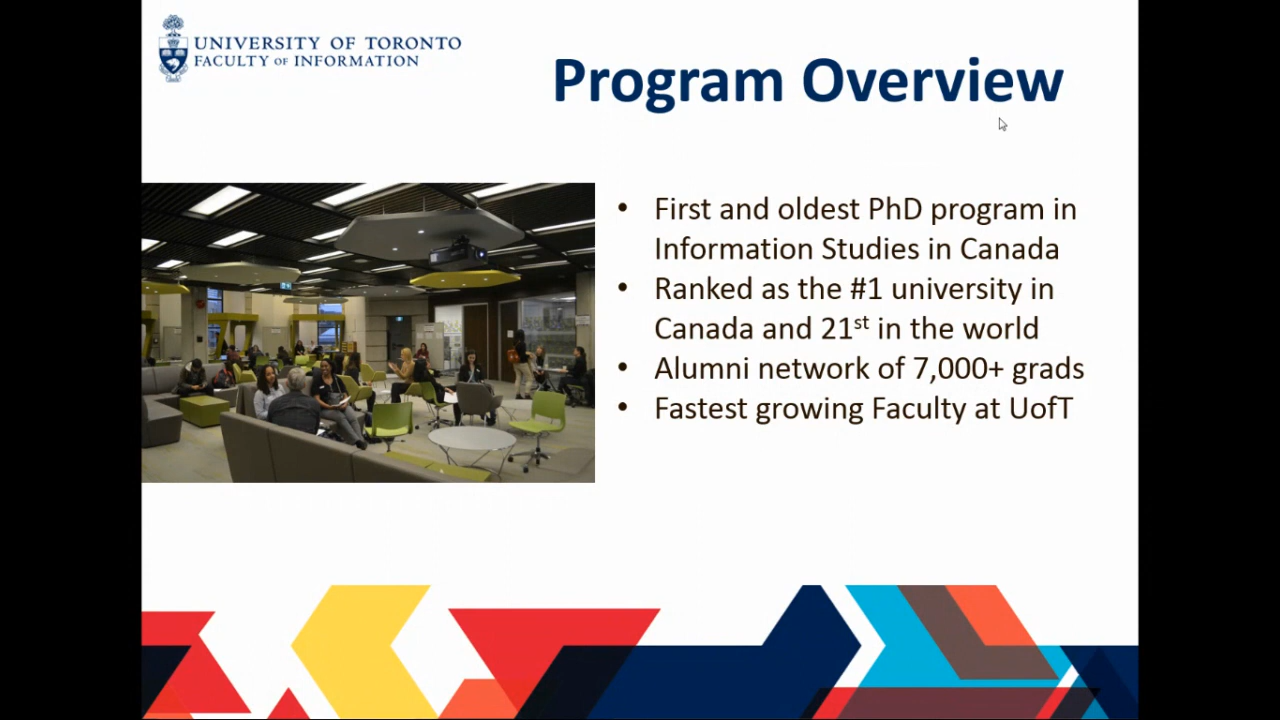 UNIVERSITY OF TORONTO
FACULTY OF INFORMATION
Program Overview
• First and oldest PhD program in
Information Studies in Canada
• Ranked as the #1 university in
Canada and 21st in the world
• Alumni network of 7,000+ grads
• Fastest growing Faculty at UofT